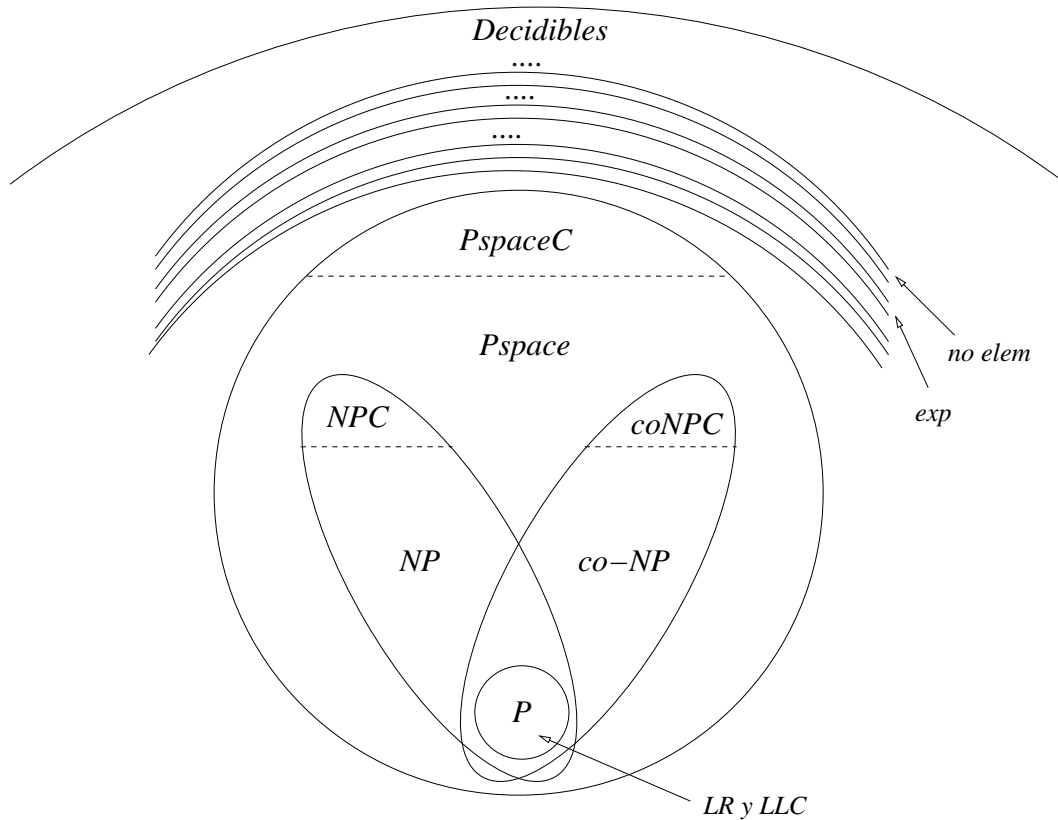 Decidibles
....
....
....
PspaceC
Pspace
no elem
exp
NPC
coNPC
NP
co−NP
P
LR y LLC